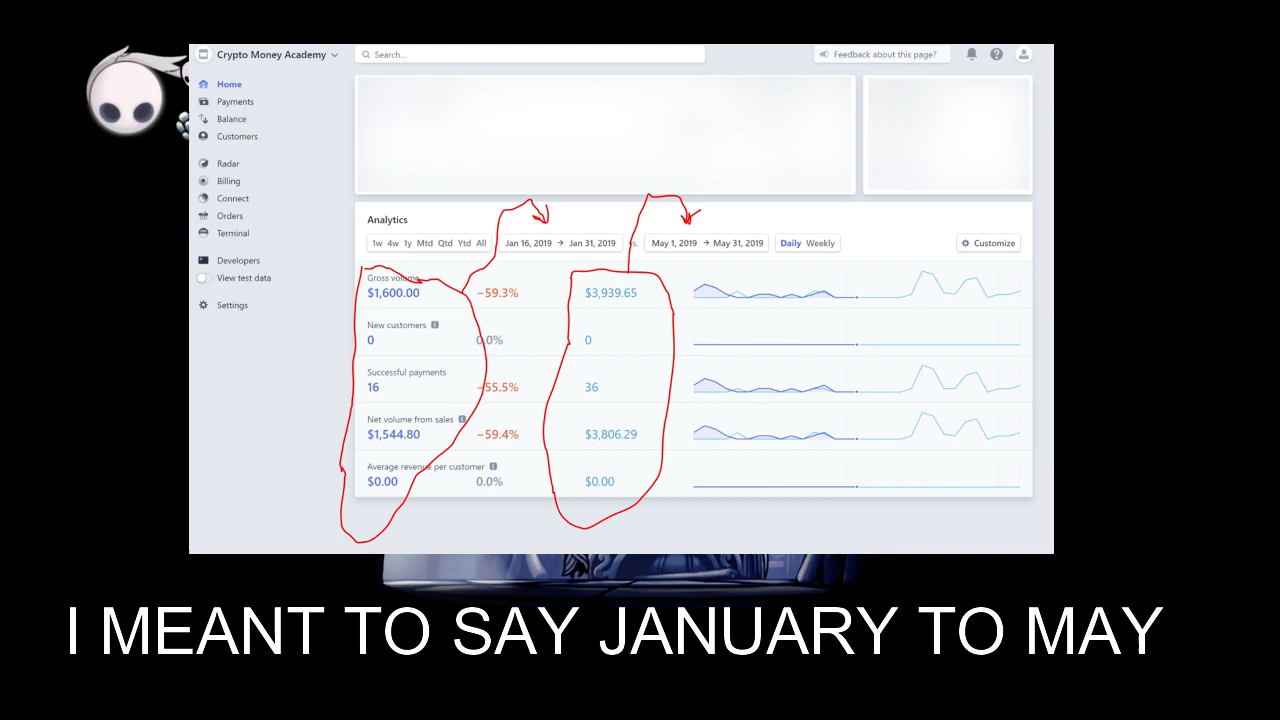 Crypto Money Academy
Search...
Feedback about this page?
Home
Payments
Balance
Customers
Radar
Billing
Connect
Orders
Terminal
Developers
View test data
Settings
Analytics
1w 4w 1y Mtd Qtd Ytd All Jan 16, 2019 → Jan 31, 2019 vs. May 1, 2019 → May 31, 2019 Daily Weekly Customize
Gross volume
$1,600.00 −59.3% $3,939.65
New customers
0 0.0% 0
Successful payments
16 −55.5% 36
Net volume from sales
$1,544.80 −59.4% $3,806.29
Average revenue per customer
$0.00 0.0% $0.00
I MEANT TO SAY JANUARY TO MAY